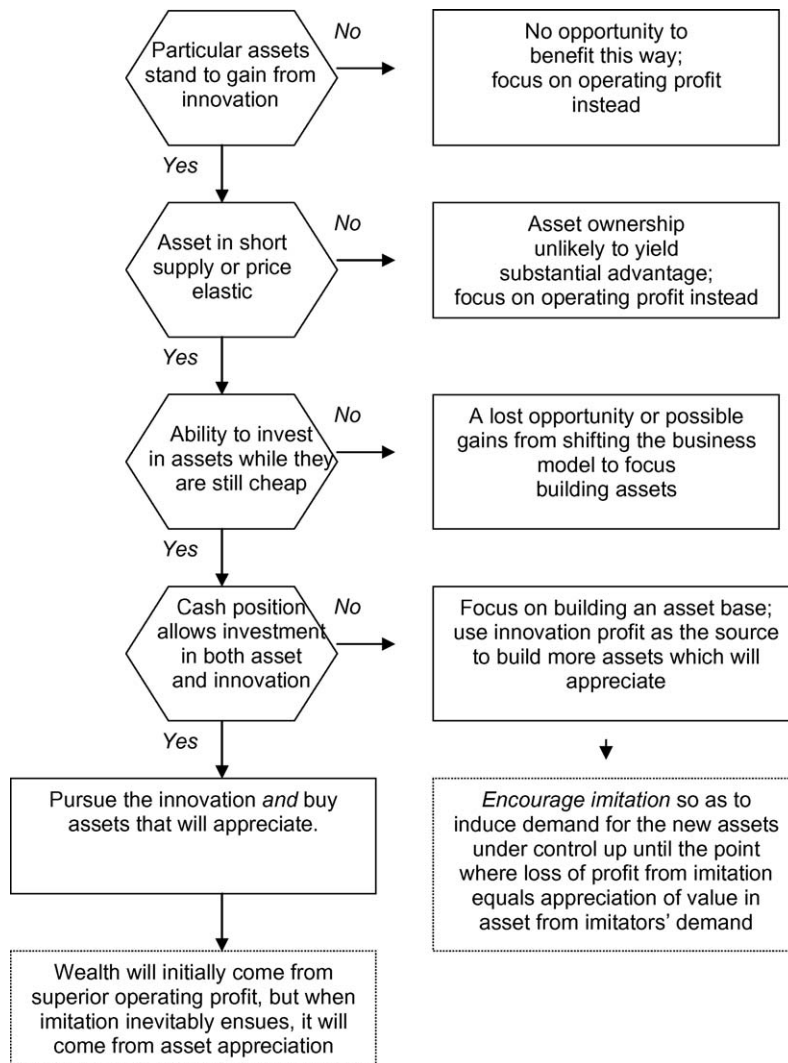 Particular assets
stand to gain from
innovation
No
No opportunity to
benefit this way;
focus on operating profit
instead
Yes
Asset in short
supply or price
elastic
No
Asset ownership
unlikely to yield
substantial advantage;
focus on operating profit instead
Yes
Ability to invest
in assets while they
are still cheap
No
A lost opportunity or possible
gains from shifting the business
model to focus
building assets
Yes
Cash position
allows investment
in both asset
and innovation
No
Focus on building an asset base;
use innovation profit as the source
to build more assets which will
appreciate
Yes
Pursue the innovation and buy
assets that will appreciate.
Encourage imitation so as to
induce demand for the new assets
under control up until the point
where loss of profit from imitation
equals appreciation of value in
asset from imitators’ demand
Wealth will initially come from
superior operating profit, but when
imitation inevitably ensues, it will
come from asset appreciation